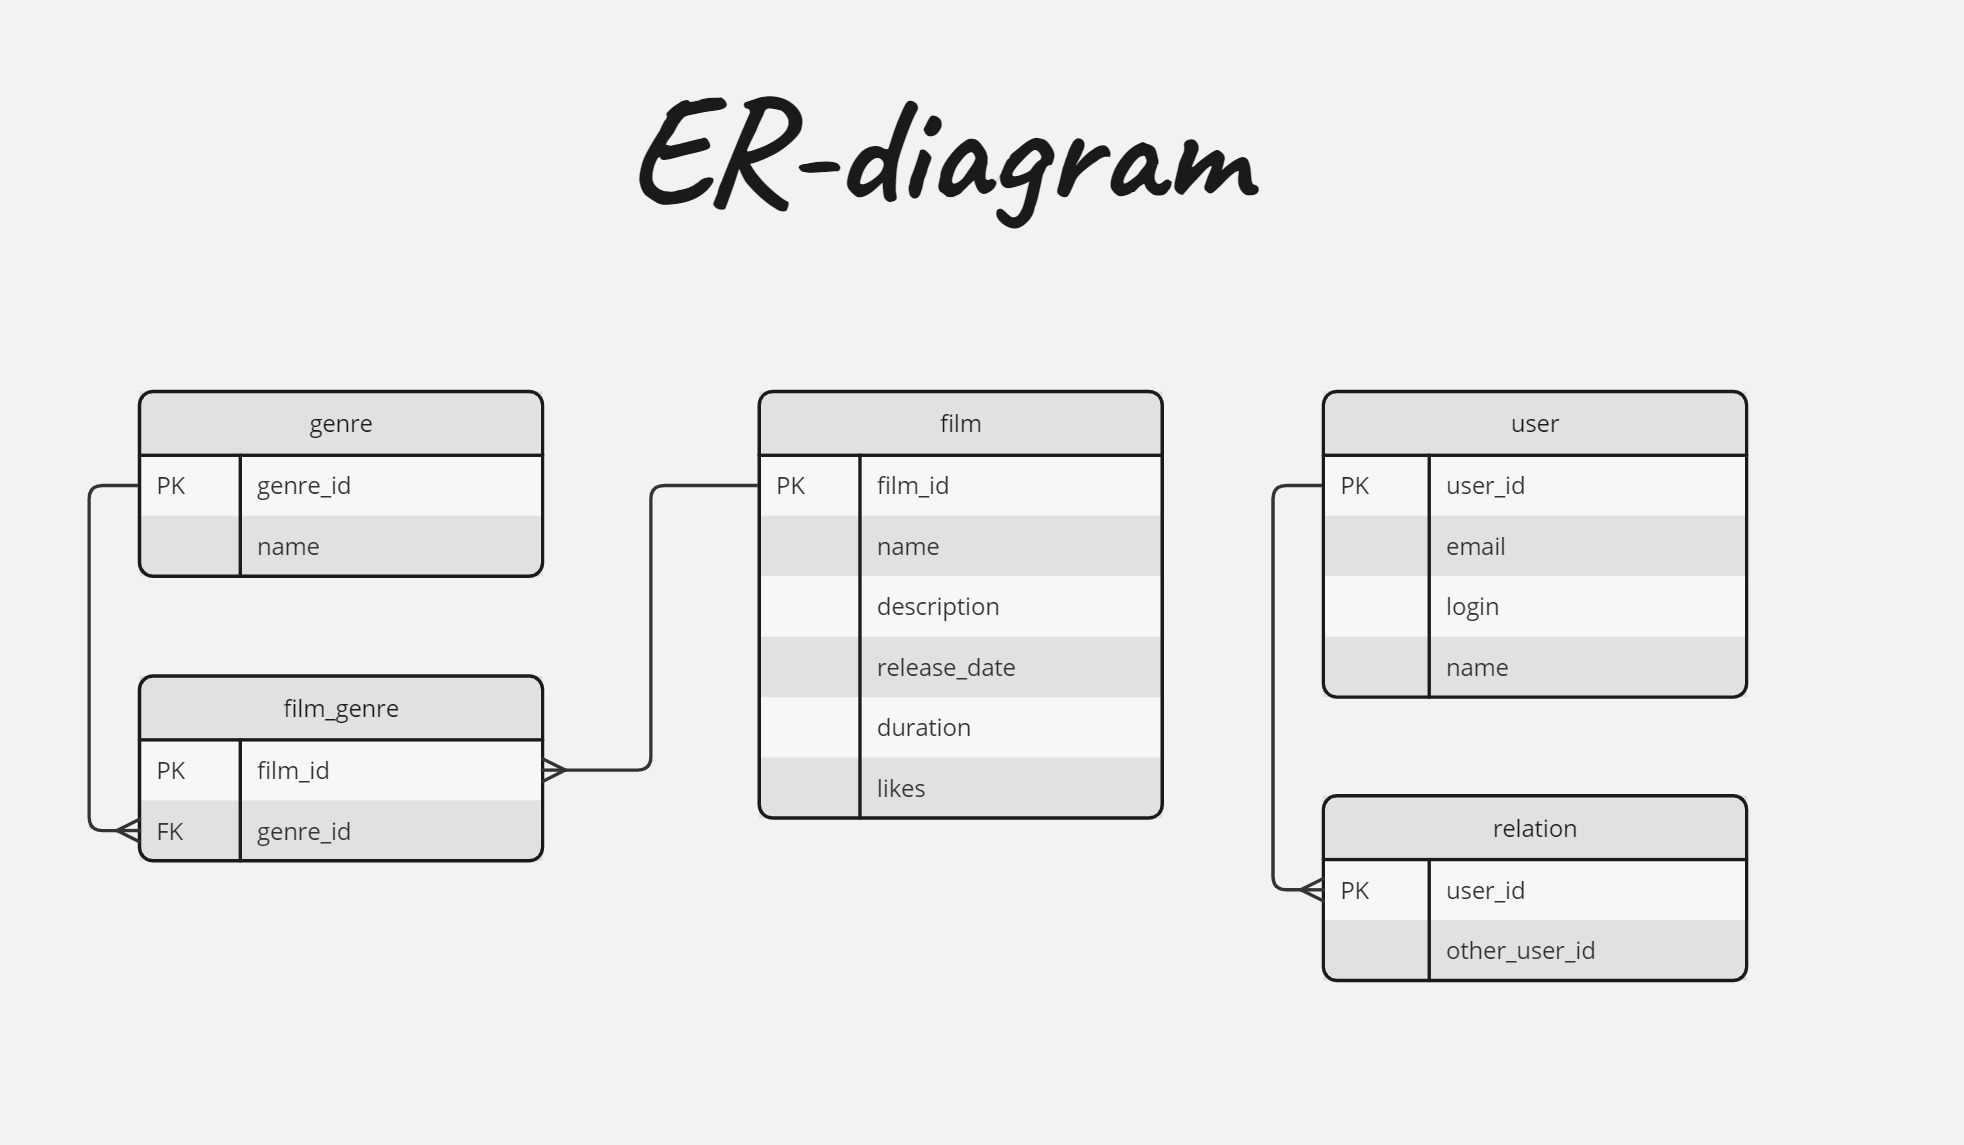 ER-diagram
genre
PK genre_id
name
film_genre
PK film_id
FK genre_id
film
PK film_id
name
description
release_date
duration
likes
user
PK user_id
email
login
name
relation
PK user_id
other_user_id